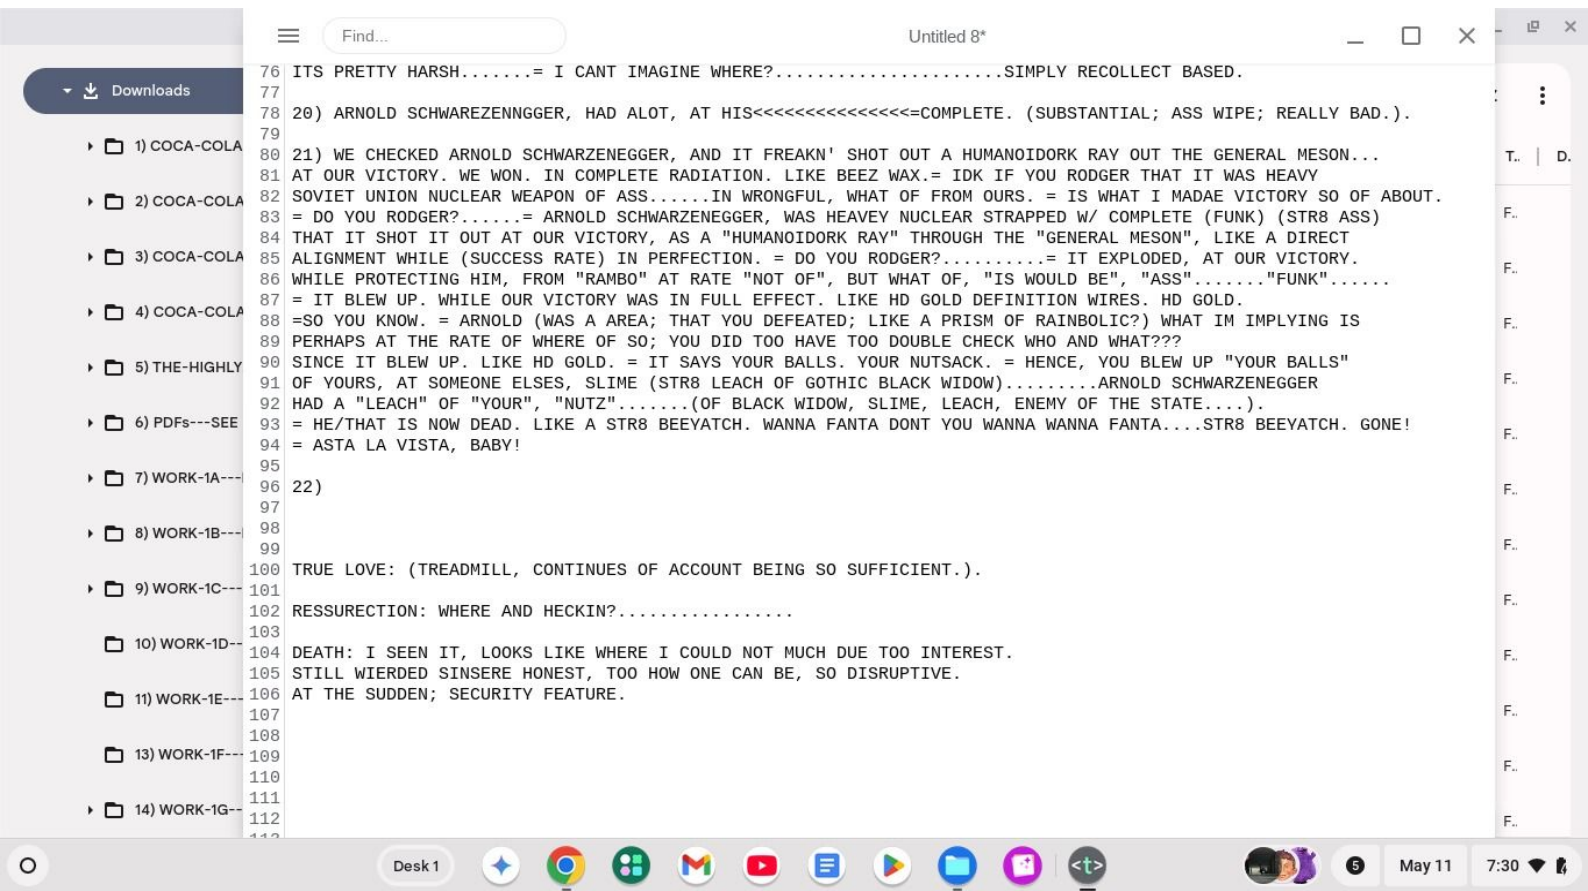 Find...
Untitled 8*
Downloads
1) COCA-COLA
2) COCA-COLA
3) COCA-COLA
4) COCA-COLA
5) THE-HIGHLY
6) PDFs---SEE
7) WORK-1A---
8) WORK-1B---
9) WORK-1C---
10) WORK-1D--
11) WORK-1E---
13) WORK-1F---
14) WORK-1G--
76 ITS PRETTY HARSH.......= I CANT IMAGINE WHERE?......................SIMPLY RECOLLECT BASED.
77
78 20) ARNOLD SCHWAREZENNGGER, HAD ALOT, AT HIS<<<<<<<<<<<<<<<=COMPLETE. (SUBSTANTIAL; ASS WIPE; REALLY BAD.).
79
80 21) WE CHECKED ARNOLD SCHWARZENEGGER, AND IT FREAKN' SHOT OUT A HUMANOIDORK RAY OUT THE GENERAL MESON...
81 AT OUR VICTORY. WE WON. IN COMPLETE RADIATION. LIKE BEEZ WAX.= IDK IF YOU RODGER THAT IT WAS HEAVY
82 SOVIET UNION NUCLEAR WEAPON OF ASS......IN WRONGFUL, WHAT OF FROM OURS. = IS WHAT I MADAE VICTORY SO OF ABOUT.
83 = DO YOU RODGER?......= ARNOLD SCHWARZENEGGER, WAS HEAVEY NUCLEAR STRAPPED W/ COMPLETE (FUNK) (STR8 ASS)
84 THAT IT SHOT IT OUT AT OUR VICTORY, AS A "HUMANOIDORK RAY" THROUGH THE "GENERAL MESON", LIKE A DIRECT
85 ALIGNMENT WHILE (SUCCESS RATE) IN PERFECTION. = DO YOU RODGER?..........= IT EXPLODED, AT OUR VICTORY.
86 WHILE PROTECTING HIM, FROM "RAMBO" AT RATE "NOT OF", BUT WHAT OF, "IS WOULD BE", "ASS"......."FUNK"......
87 = IT BLEW UP. WHILE OUR VICTORY WAS IN FULL EFFECT. LIKE HD GOLD DEFINITION WIRES. HD GOLD.
88 =SO YOU KNOW. = ARNOLD (WAS A AREA; THAT YOU DEFEATED; LIKE A PRISM OF RAINBOLIC?) WHAT IM IMPLYING IS
89 PERHAPS AT THE RATE OF WHERE OF SO; YOU DID TOO HAVE TOO DOUBLE CHECK WHO AND WHAT???
90 SINCE IT BLEW UP. LIKE HD GOLD. = IT SAYS YOUR BALLS. YOUR NUTSACK. = HENCE, YOU BLEW UP "YOUR BALLS"
91 OF YOURS, AT SOMEONE ELSES, SLIME (STR8 LEACH OF GOTHIC BLACK WIDOW).........ARNOLD SCHWARZENEGGER
92 HAD A "LEACH" OF "YOUR", "NUTZ".......(OF BLACK WIDOW, SLIME, LEACH, ENEMY OF THE STATE....).
93 = HE/THAT IS NOW DEAD. LIKE A STR8 BEEYATCH. WANNA FANTA DONT YOU WANNA WANNA FANTA....STR8 BEEYATCH. GONE!
94 = ASTA LA VISTA, BABY!
95
96 22)
97
98
99
100 TRUE LOVE: (TREADMILL, CONTINUES OF ACCOUNT BEING SO SUFFICIENT.).
101
102 RESSURECTION: WHERE AND HECKIN?.................
103
104 DEATH: I SEEN IT, LOOKS LIKE WHERE I COULD NOT MUCH DUE TOO INTEREST.
105 STILL WIERDED SINSERE HONEST, TOO HOW ONE CAN BE, SO DISRUPTIVE.
106 AT THE SUDDEN; SECURITY FEATURE.
107
108
109
110
111
112
T.. D.
F..
F..
F..
F..
F..
F..
F..
F..
F..
F..
F..
F..
Desk 1
<t>
5
May 11
7:30